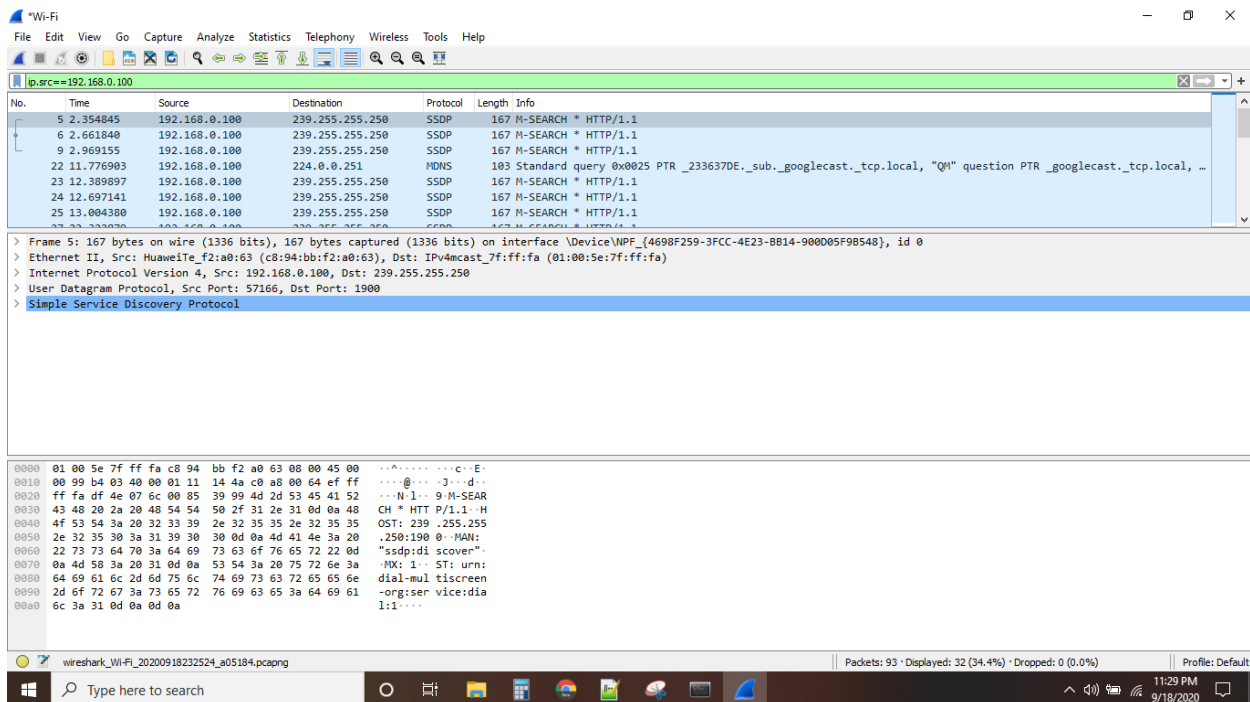 *Wi-Fi
File Edit View Go Capture Analyze Statistics Telephony Wireless Tools Help
ip.src==192.168.0.100
No. Time Source Destination Protocol Length Info
5 2.354845 192.168.0.100 239.255.255.250 SSDP 167 M-SEARCH * HTTP/1.1
6 2.661840 192.168.0.100 239.255.255.250 SSDP 167 M-SEARCH * HTTP/1.1
9 2.969155 192.168.0.100 239.255.255.250 SSDP 167 M-SEARCH * HTTP/1.1
22 11.776903 192.168.0.100 224.0.0.251 MDNS 103 Standard query 0x0025 PTR _233637DE._sub._googlecast._tcp.local, "QM" question PTR _googlecast._tcp.local, …
23 12.389897 192.168.0.100 239.255.255.250 SSDP 167 M-SEARCH * HTTP/1.1
24 12.697141 192.168.0.100 239.255.255.250 SSDP 167 M-SEARCH * HTTP/1.1
25 13.004380 192.168.0.100 239.255.255.250 SSDP 167 M-SEARCH * HTTP/1.1
> Frame 5: 167 bytes on wire (1336 bits), 167 bytes captured (1336 bits) on interface \Device\NPF_{4698F259-3FCC-4E23-BB14-900D05F9B548}, id 0
> Ethernet II, Src: HuaweiTe_f2:a0:63 (c8:94:bb:f2:a0:63), Dst: IPv4mcast_7f:ff:fa (01:00:5e:7f:ff:fa)
> Internet Protocol Version 4, Src: 192.168.0.100, Dst: 239.255.255.250
> User Datagram Protocol, Src Port: 57166, Dst Port: 1900
> Simple Service Discovery Protocol
0000 01 00 5e 7f ff fa c8 94 bb f2 a0 63 08 00 45 00 ··^····· ···c··E·
0010 00 99 b4 03 40 00 01 11 14 4a c0 a8 00 64 ef ff ····@··· ·J···d··
0020 ff fa df 4e 07 6c 00 85 39 99 4d 2d 53 45 41 52 ···N·l·· 9·M-SEAR
0030 43 48 20 2a 20 48 54 54 50 2f 31 2e 31 0d 0a 48 CH * HTT P/1.1··H
0040 4f 53 54 3a 20 32 33 39 2e 32 35 35 2e 32 35 35 OST: 239 .255.255
0050 2e 32 35 30 3a 31 39 30 30 0d 0a 4d 41 4e 3a 20 .250:190 0··MAN:
0060 22 73 73 64 70 3a 64 69 73 63 6f 76 65 72 22 0d "ssdp:di scover"·
0070 0a 4d 58 3a 20 31 0d 0a 53 54 3a 20 75 72 6e 3a ·MX: 1·· ST: urn:
0080 64 69 61 6c 2d 6d 75 6c 74 69 73 63 72 65 65 6e dial-mul tiscreen
0090 2d 6f 72 67 3a 73 65 72 76 69 63 65 3a 64 69 61 -org:ser vice:dia
00a0 6c 3a 31 0d 0a 0d 0a l:1····
wireshark_Wi-Fi_20200918232524_a05184.pcapng Packets: 93 · Displayed: 32 (34.4%) · Dropped: 0 (0.0%) Profile: Default
Type here to search
11:29 PM
9/18/2020